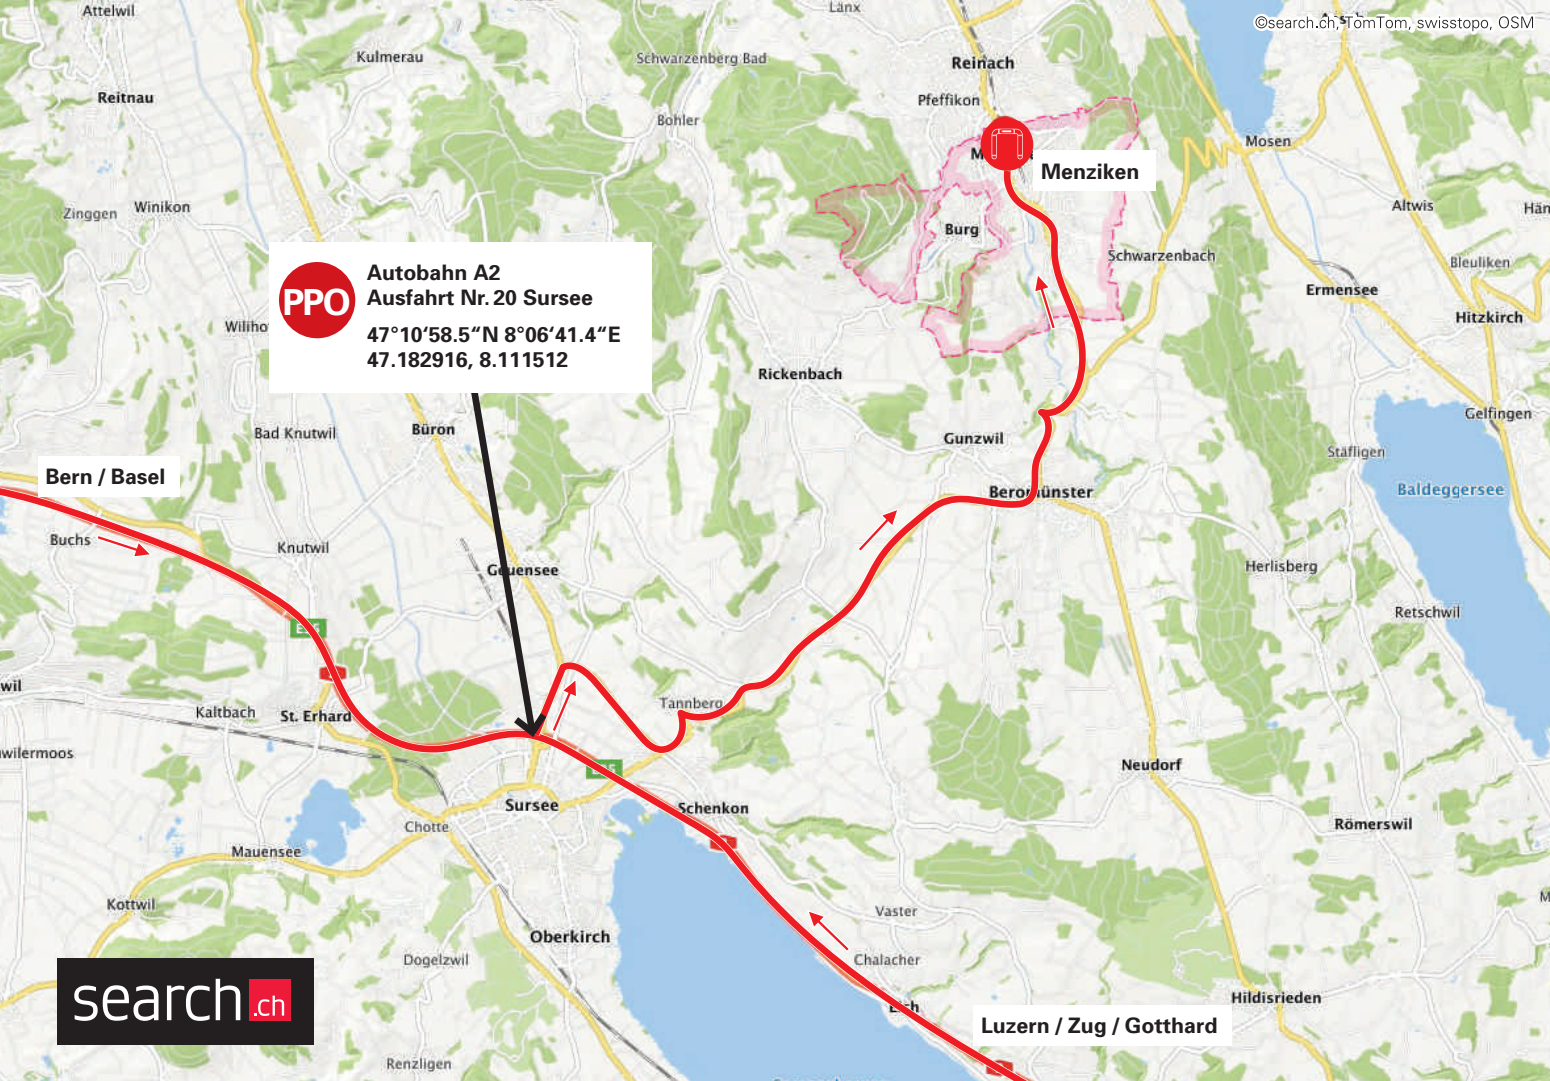 Attelwil
Länx
©search.ch, TomTom, swisstopo, OSM
Kulmerau
Schwarzenberg Bad
Reinach
Reitnau
Pfeffikon
Bohler
Mosen
Menziken
Zinggen
Winikon
Altwis
Burg
Schwarzenbach
Bleuliken
Ermensee
Hitzkirch
PPO
Autobahn A2
Ausfahrt Nr. 20 Sursee
47°10‘58.5“N 8°06‘41.4“E
47.182916, 8.111512
Rickenbach
Gelfingen
Bad Knutwil
Büron
Gunzwil
Stäfligen
Bern / Basel
Beromünster
Baldeggersee
Buchs
Knutwil
Geuensee
Herlisberg
Retschwil
Tannberg
Kaltbach
St. Erhard
Neudorf
Sursee
Schenkon
Chotte
Römerswil
Mauensee
Kottwil
Vaster
Oberkirch
Dogelzwil
Chalacher
Hildisrieden
search.ch
Eich
Luzern / Zug / Gotthard
Renzligen